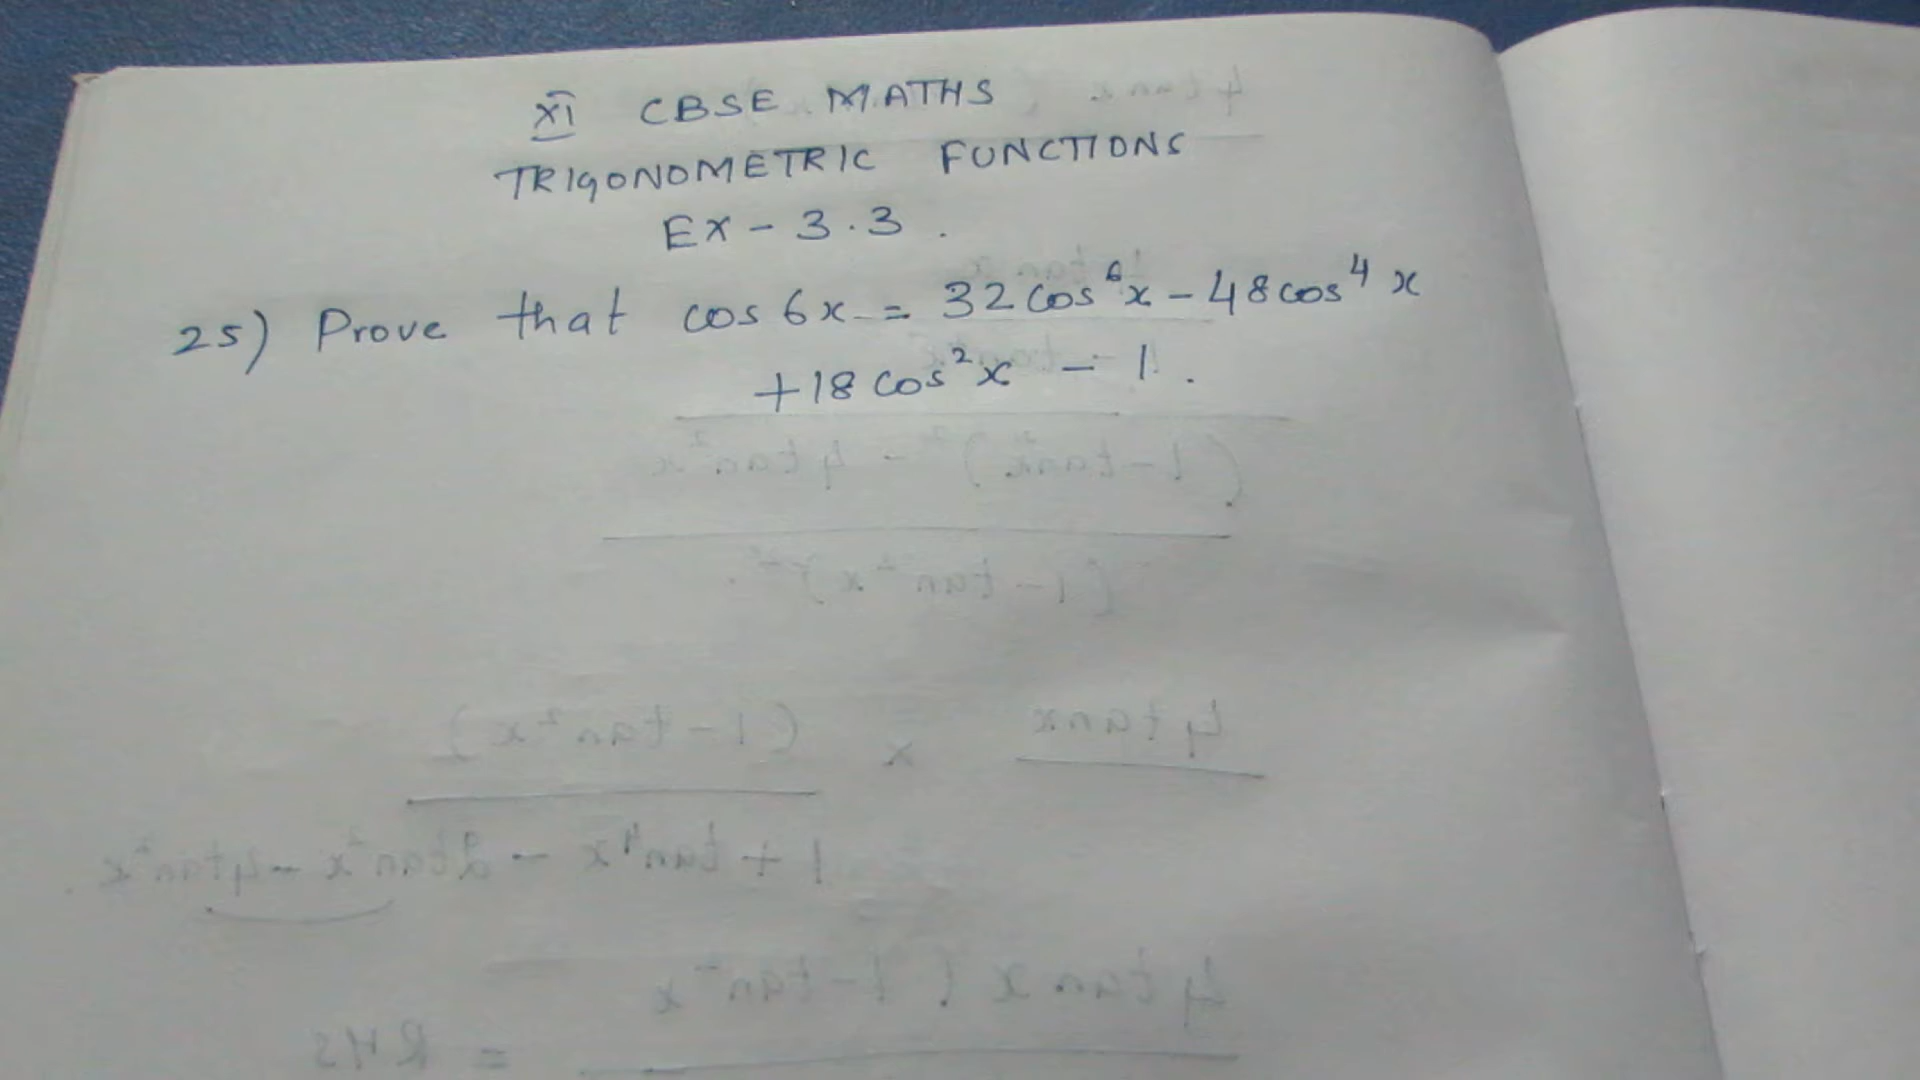 XI CBSE MATHS
TRIGONOMETRIC FUNCTIONS
EX - 3.3.
25) Prove that cos 6x = 32 cos⁶x - 48 cos⁴ x
+ 18 cos²x - 1.